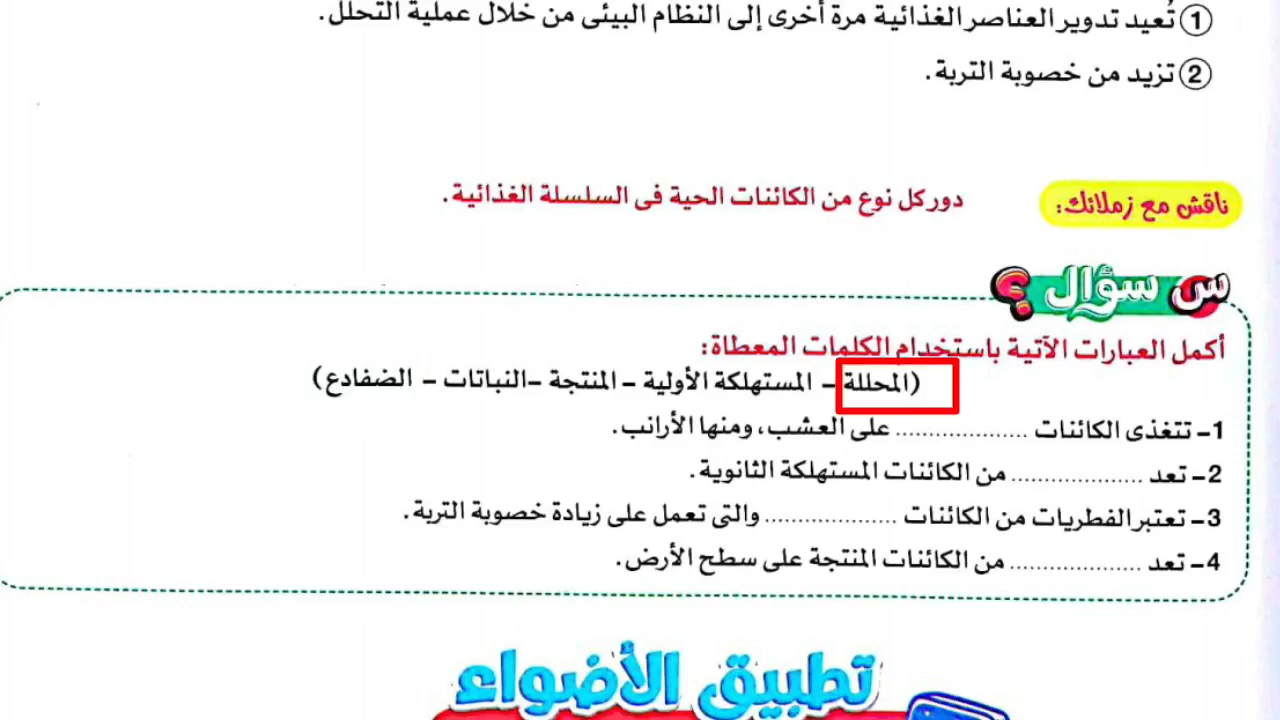 ① تُعيد تدوير العناصر الغذائية مرة أخرى إلى النظام البيئى من خلال عملية التحلل.
② تزيد من خصوبة التربة.
ناقش مع زملائك: دور كل نوع من الكائنات الحية فى السلسلة الغذائية.
س سؤال ؟
أكمل العبارات الآتية باستخدام الكلمات المعطاة:
(المحللة – المستهلكة الأولية – المنتجة –النباتات – الضفادع)
1- تتغذى الكائنات .................... على العشب، ومنها الأرانب.
2- تعد .................... من الكائنات المستهلكة الثانوية.
3- تعتبر الفطريات من الكائنات .................... والتى تعمل على زيادة خصوبة التربة.
4- تعد .................... من الكائنات المنتجة على سطح الأرض.
تطبيق الأضواء